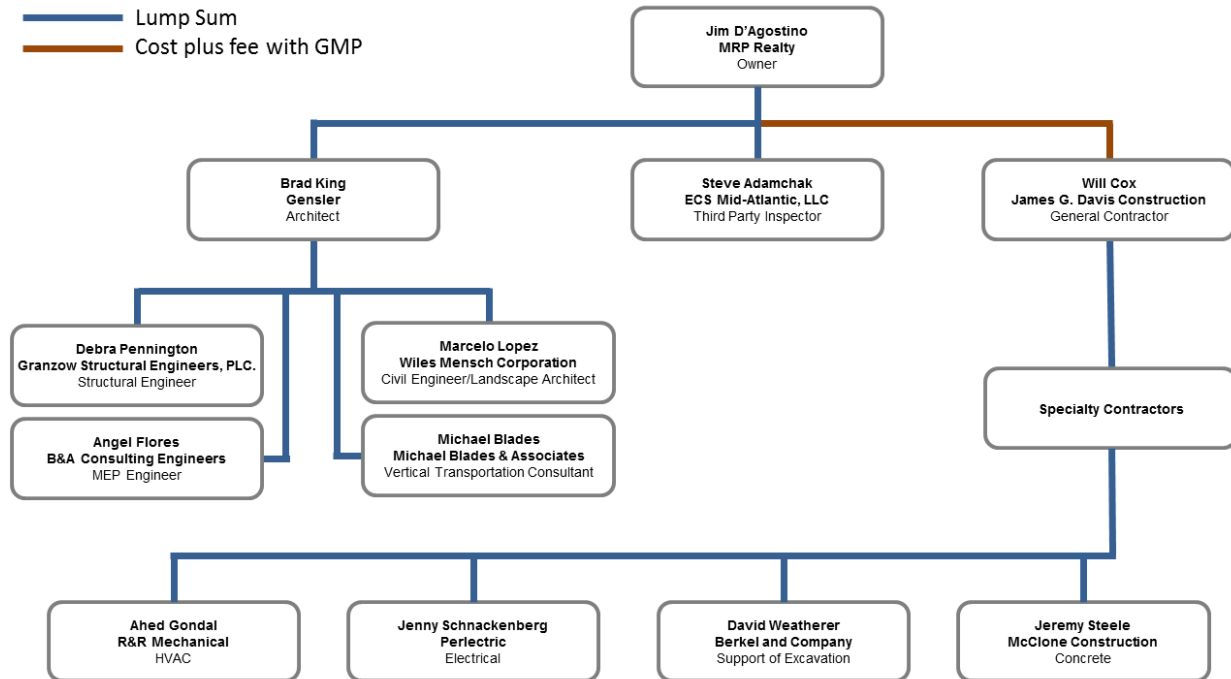 Lump Sum
Cost plus fee with GMP
Jim D’Agostino
MRP Realty
Owner
Brad King
Gensler
Architect
Steve Adamchak
ECS Mid-Atlantic, LLC
Third Party Inspector
Will Cox
James G. Davis Construction
General Contractor
Debra Pennington
Granzow Structural Engineers, PLC.
Structural Engineer
Marcelo Lopez
Wiles Mensch Corporation
Civil Engineer/Landscape Architect
Angel Flores
B&A Consulting Engineers
MEP Engineer
Michael Blades
Michael Blades & Associates
Vertical Transportation Consultant
Specialty Contractors
Ahed Gondal
R&R Mechanical
HVAC
Jenny Schnackenberg
Perlectric
Electrical
David Weatherer
Berkel and Company
Support of Excavation
Jeremy Steele
McClone Construction
Concrete